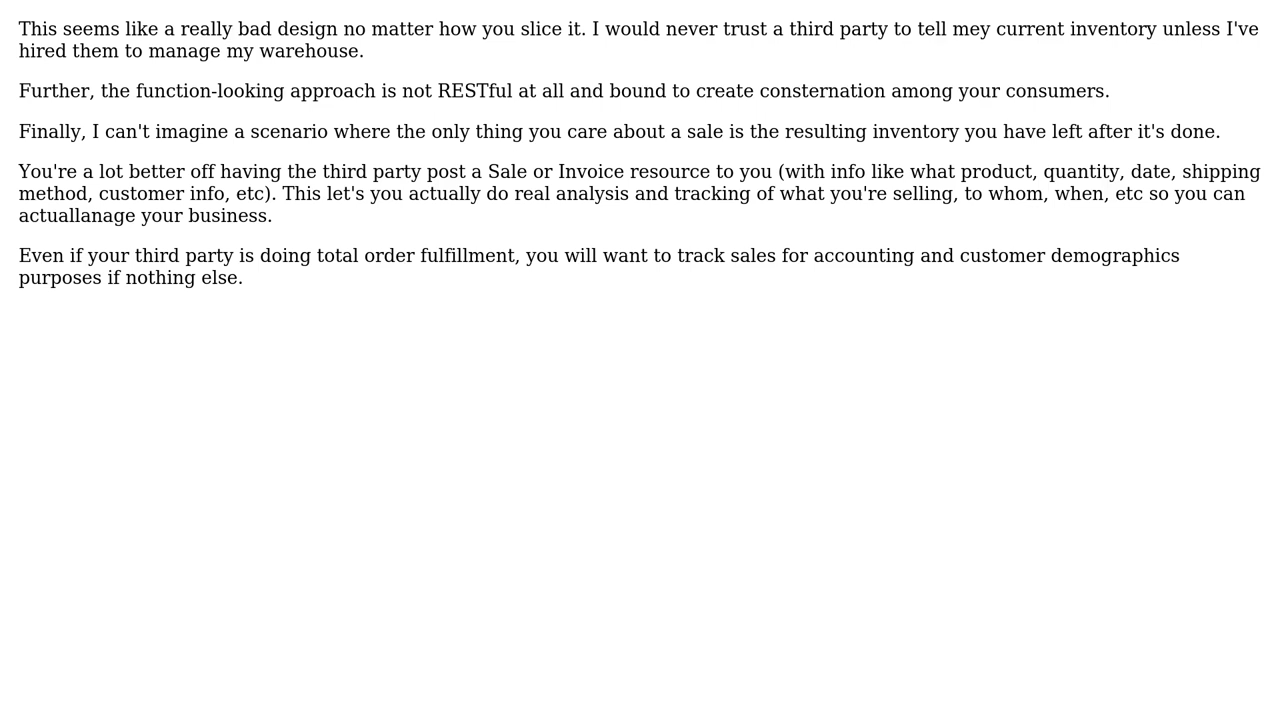 This seems like a really bad design no matter how you slice it. I would never trust a third party to tell mey current inventory unless I've
hired them to manage my warehouse.
Further, the function-looking approach is not RESTful at all and bound to create consternation among your consumers.
Finally, I can't imagine a scenario where the only thing you care about a sale is the resulting inventory you have left after it's done.
You're a lot better off having the third party post a Sale or Invoice resource to you (with info like what product, quantity, date, shipping
method, customer info, etc). This let's you actually do real analysis and tracking of what you're selling, to whom, when, etc so you can
actuallanage your business.
Even if your third party is doing total order fulfillment, you will want to track sales for accounting and customer demographics
purposes if nothing else.